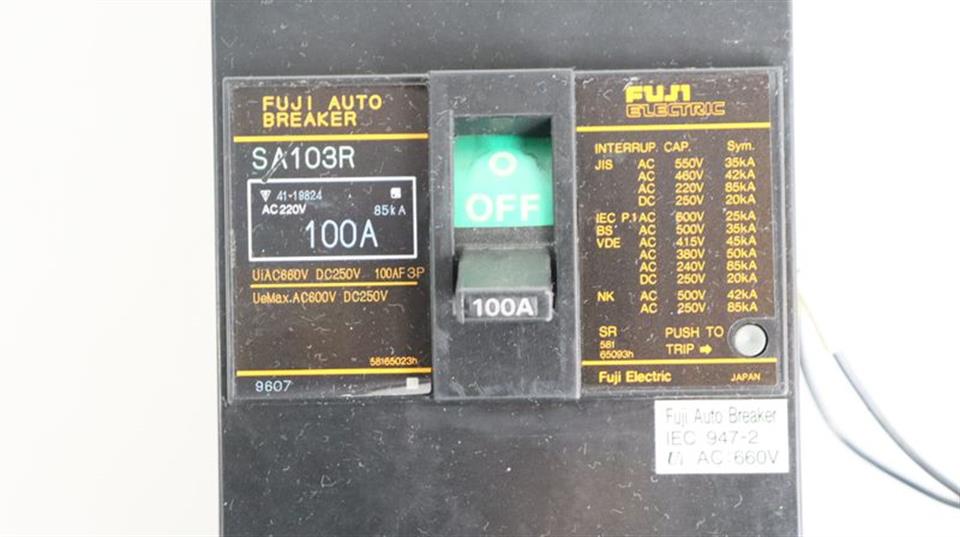 FUJI AUTO
BREAKER
SA103R
41-19824
AC 220V 85kA
100A
UiAC660V DC250V 100AF3P
UeMax.AC600V DC250V
58165023h
9607
O
OFF
100A
FUJI
ELECTRIC
INTERRUP. CAP. Sym.
JIS AC 550V 35kA
AC 460V 42kA
AC 220V 85kA
DC 250V 20kA
IEC P.1 AC 600V 25kA
BS AC 500V 35kA
VDE AC 415V 45kA
AC 380V 50kA
AC 240V 85kA
DC 250V 20kA
NK AC 500V 42kA
AC 250V 85kA
SR PUSH TO
581 TRIP ➡
65093h
Fuji Electric JAPAN
Fuji Auto Breaker
IEC 947-2
Ui AC 660V